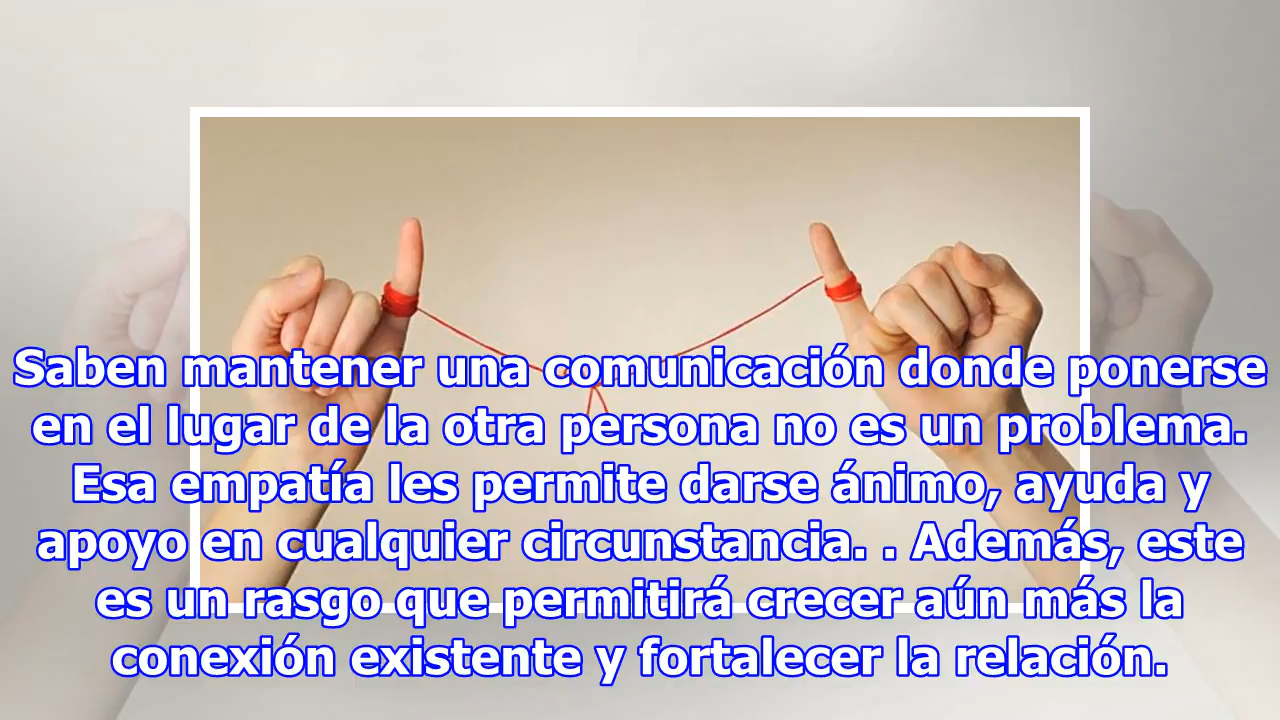 Saben mantener una comunicación donde ponerse
en el lugar de la otra persona no es un problema.
Esa empatía les permite darse ánimo, ayuda y
apoyo en cualquier circunstancia. . Además, este
es un rasgo que permitirá crecer aún más la
conexión existente y fortalecer la relación.